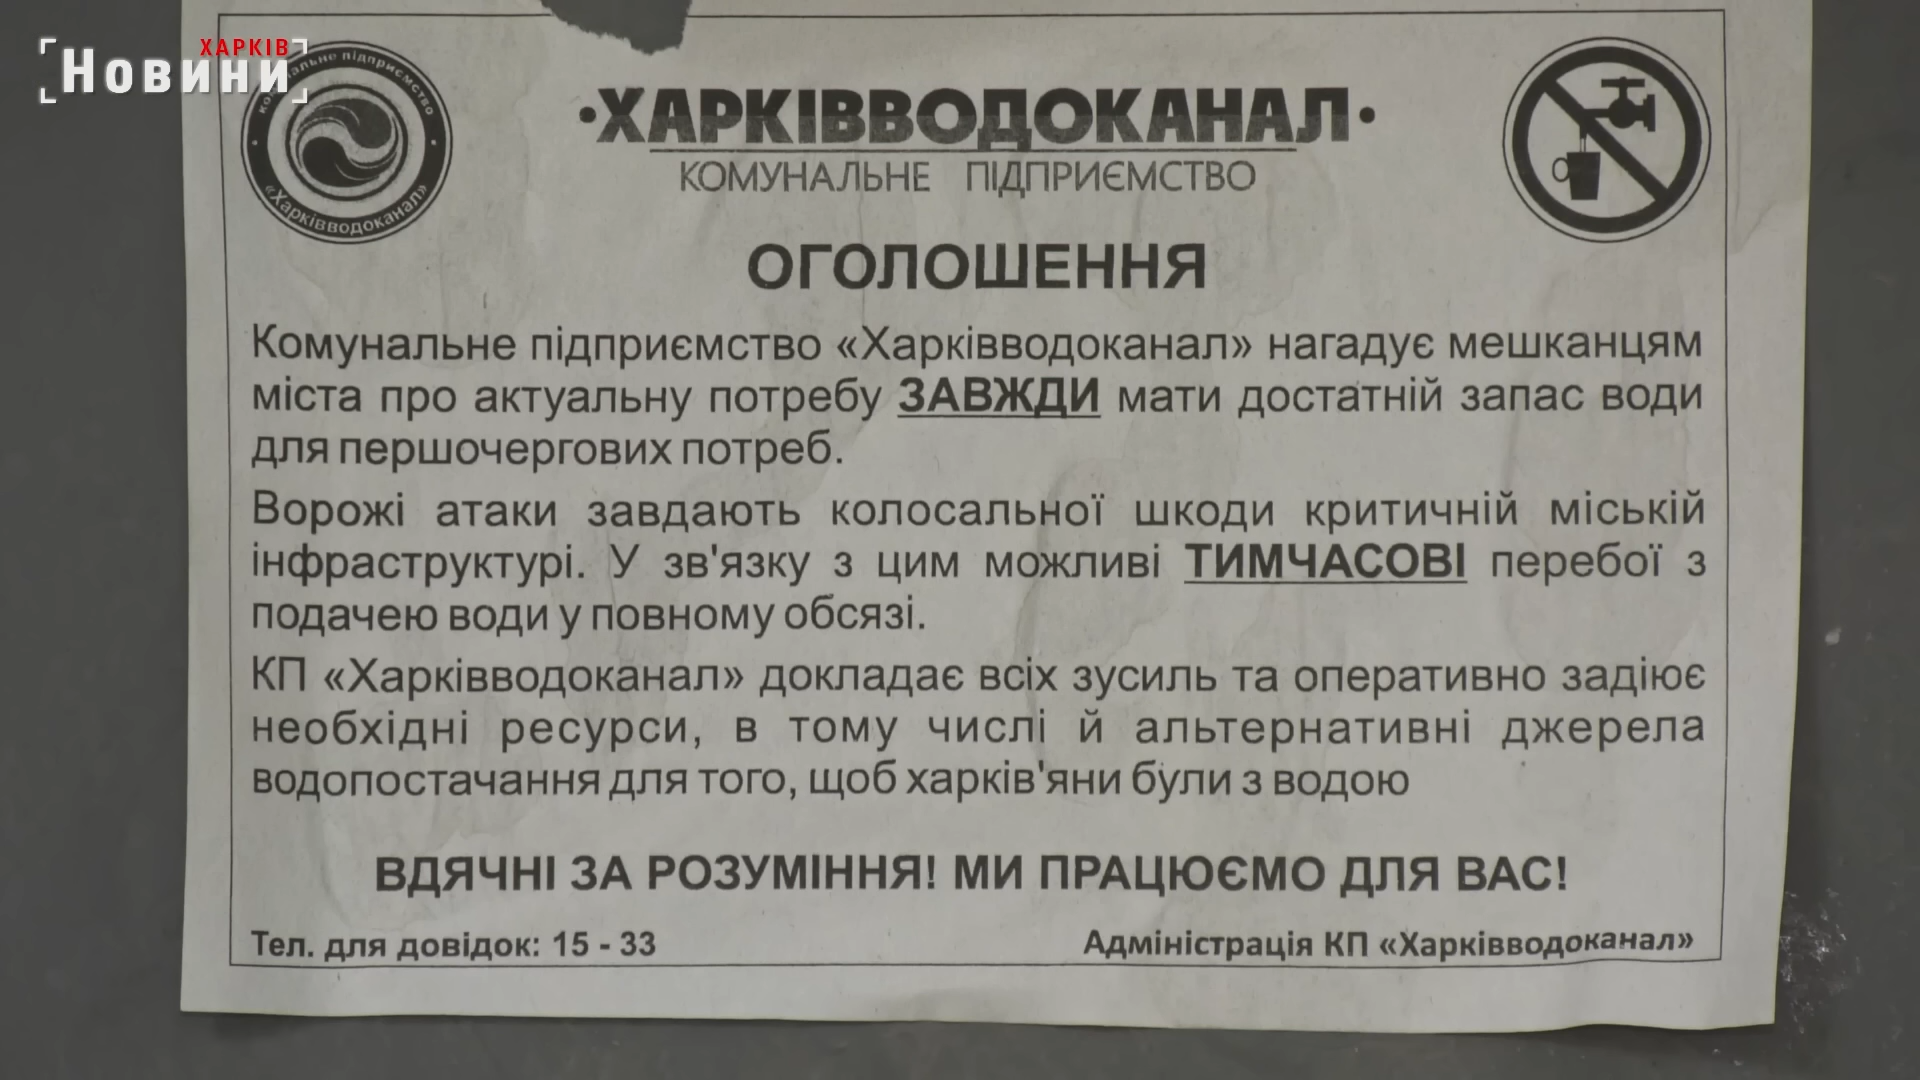 ХАРКІВ
Новини
комунальне підприємство
«Харківводоканал»
•ХАРКІВВОДОКАНАЛ•
КОМУНАЛЬНЕ ПІДПРИЄМСТВО
ОГОЛОШЕННЯ
Комунальне підприємство «Харківводоканал» нагадує мешканцям
міста про актуальну потребу ЗАВЖДИ мати достатній запас води
для першочергових потреб.
Ворожі атаки завдають колосальної шкоди критичній міській
інфраструктурі. У зв'язку з цим можливі ТИМЧАСОВІ перебої з
подачею води у повному обсязі.
КП «Харківводоканал» докладає всіх зусиль та оперативно задіює
необхідні ресурси, в тому числі й альтернативні джерела
водопостачання для того, щоб харків'яни були з водою
ВДЯЧНІ ЗА РОЗУМІННЯ! МИ ПРАЦЮЄМО ДЛЯ ВАС!
Тел. для довідок: 15 - 33
Адміністрація КП «Харківводоканал»